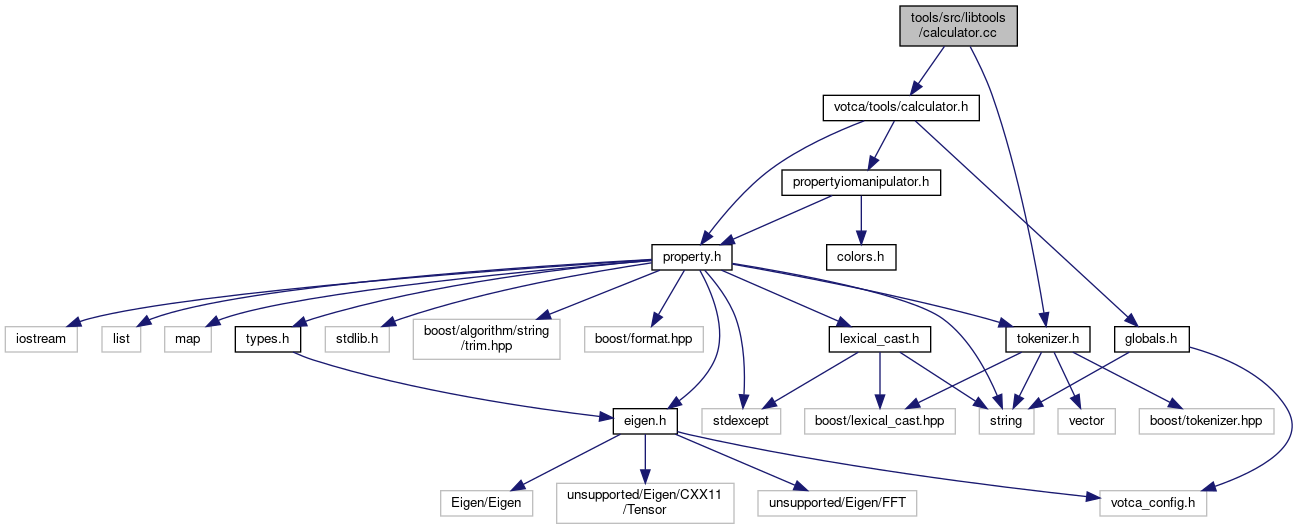 tools/src/libtools
/calculator.cc
votca/tools/calculator.h
propertyiomanipulator.h
property.h
colors.h
iostream
list
map
types.h
stdlib.h
boost/algorithm/string
/trim.hpp
boost/format.hpp
lexical_cast.h
tokenizer.h
globals.h
eigen.h
stdexcept
boost/lexical_cast.hpp
string
vector
boost/tokenizer.hpp
Eigen/Eigen
unsupported/Eigen/CXX11
/Tensor
unsupported/Eigen/FFT
votca_config.h